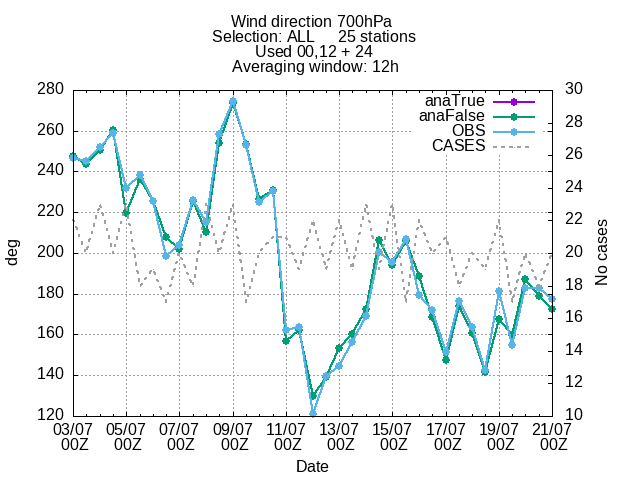 Wind direction 700hPa
Selection: ALL 25 stations
Used 00,12 + 24
Averaging window: 12h
280
260
240
220
200
180
160
140
120
deg
30
28
26
24
22
20
18
16
14
12
10
No cases
anaTrue
anaFalse
OBS
CASES
03/07 05/07 07/07 09/07 11/07 13/07 15/07 17/07 19/07 21/07
00Z 00Z 00Z 00Z 00Z 00Z 00Z 00Z 00Z 00Z
Date